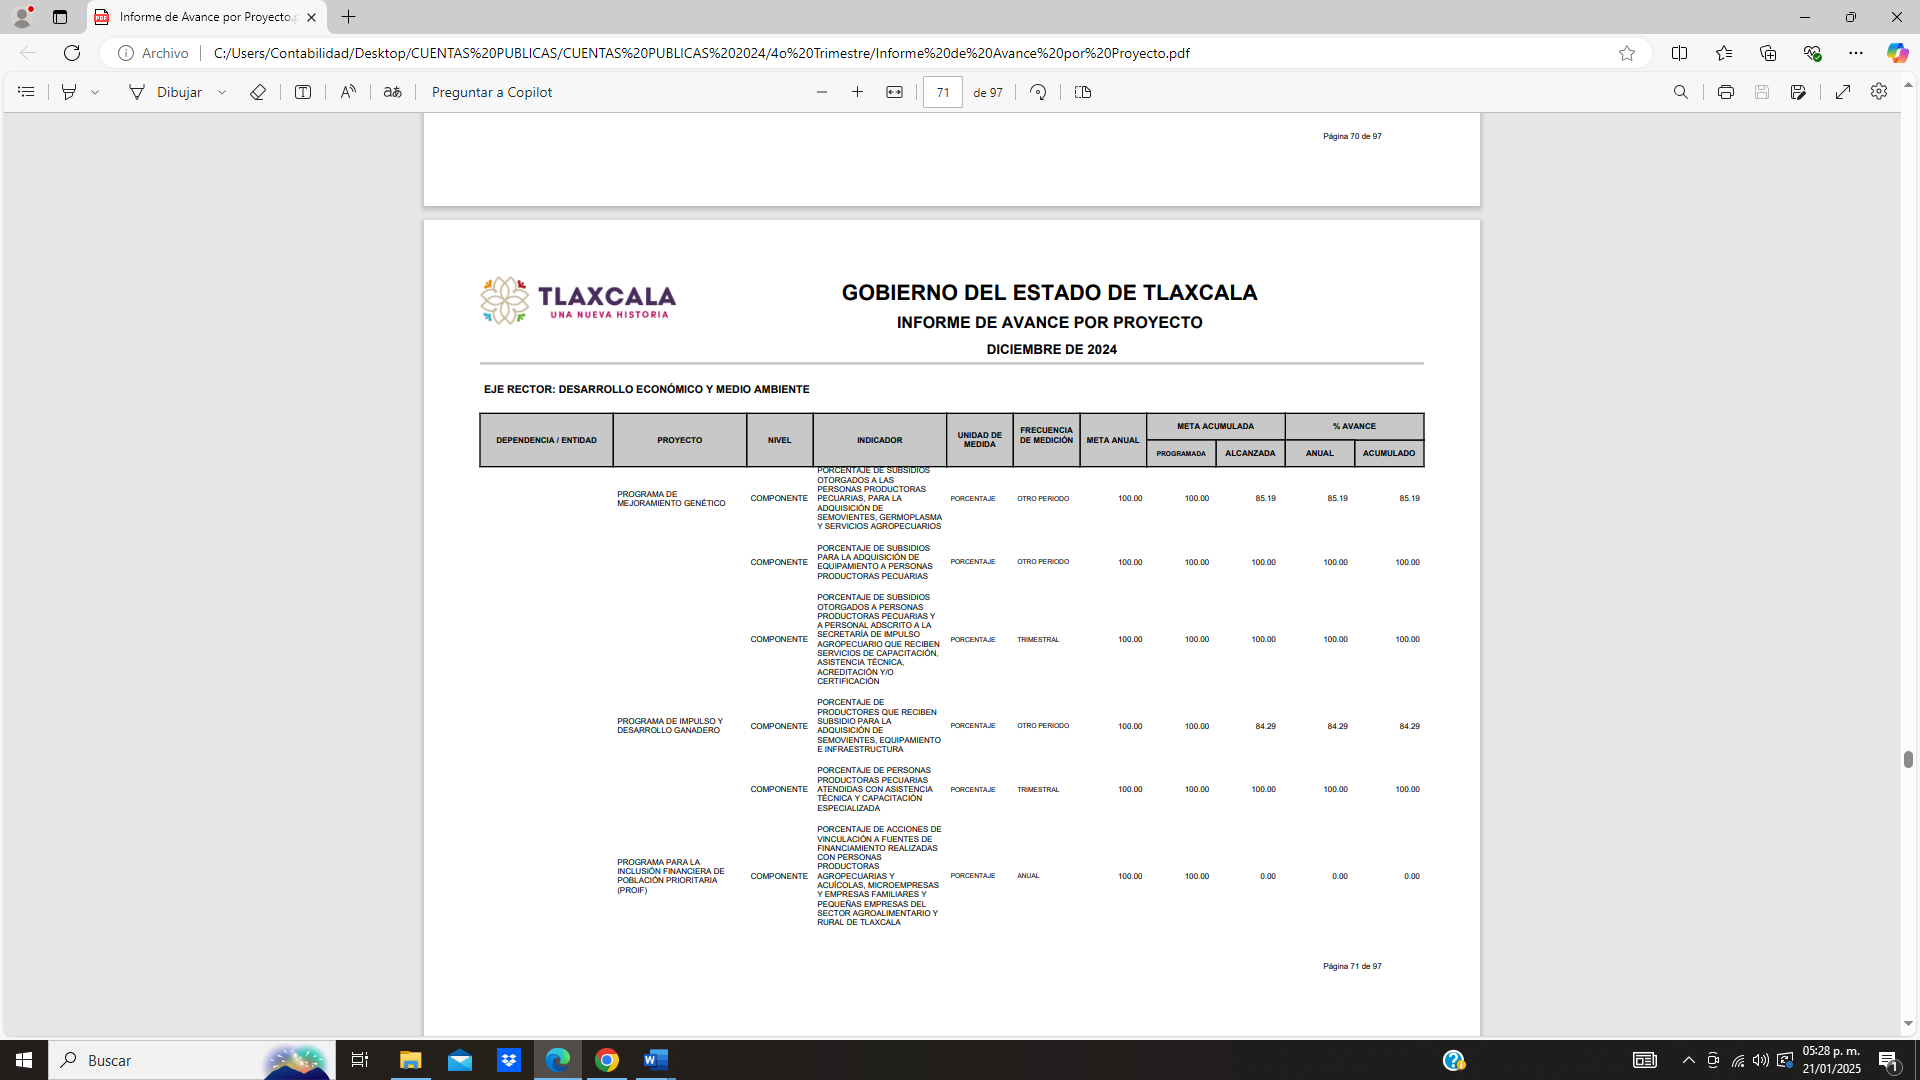 Informe de Avance por Proyecto.p
Archivo
C:/Users/Contabilidad/Desktop/CUENTAS%20PUBLICAS/CUENTAS%20PUBLICAS%202024/4o%20Trimestre/Informe%20de%20Avance%20por%20Proyecto.pdf
Dibujar
aあ
Preguntar a Copilot
71 de 97
Página 70 de 97
TLAXCALA
UNA NUEVA HISTORIA
GOBIERNO DEL ESTADO DE TLAXCALA
INFORME DE AVANCE POR PROYECTO
DICIEMBRE DE 2024
EJE RECTOR: DESARROLLO ECONÓMICO Y MEDIO AMBIENTE
DEPENDENCIA / ENTIDAD
PROYECTO
NIVEL
INDICADOR
UNIDAD DE
MEDIDA
FRECUENCIA
DE MEDICIÓN
META ANUAL
META ACUMULADA
PROGRAMADA
ALCANZADA
% AVANCE
ANUAL
ACUMULADO
PROGRAMA DE
MEJORAMIENTO GENÉTICO
COMPONENTE
PORCENTAJE DE SUBSIDIOS
OTORGADOS A LAS
PERSONAS PRODUCTORAS
PECUARIAS, PARA LA
ADQUISICIÓN DE
SEMOVIENTES, GERMOPLASMA
Y SERVICIOS AGROPECUARIOS
PORCENTAJE
OTRO PERIODO
100.00
100.00
85.19
85.19
85.19
COMPONENTE
PORCENTAJE DE SUBSIDIOS
PARA LA ADQUISICIÓN DE
EQUIPAMIENTO A PERSONAS
PRODUCTORAS PECUARIAS
PORCENTAJE
OTRO PERIODO
100.00
100.00
100.00
100.00
100.00
COMPONENTE
PORCENTAJE DE SUBSIDIOS
OTORGADOS A PERSONAS
PRODUCTORAS PECUARIAS Y
A PERSONAL ADSCRITO A LA
SECRETARÍA DE IMPULSO
AGROPECUARIO QUE RECIBEN
SERVICIOS DE CAPACITACIÓN,
ASISTENCIA TÉCNICA,
ACREDITACIÓN Y/O
CERTIFICACIÓN
PORCENTAJE
TRIMESTRAL
100.00
100.00
100.00
100.00
100.00
PROGRAMA DE IMPULSO Y
DESARROLLO GANADERO
COMPONENTE
PORCENTAJE DE
PRODUCTORES QUE RECIBEN
SUBSIDIO PARA LA
ADQUISICIÓN DE
SEMOVIENTES, EQUIPAMIENTO
E INFRAESTRUCTURA
PORCENTAJE
OTRO PERIODO
100.00
100.00
84.29
84.29
84.29
COMPONENTE
PORCENTAJE DE PERSONAS
PRODUCTORAS PECUARIAS
ATENDIDAS CON ASISTENCIA
TÉCNICA Y CAPACITACIÓN
ESPECIALIZADA
PORCENTAJE
TRIMESTRAL
100.00
100.00
100.00
100.00
100.00
PROGRAMA PARA LA
INCLUSIÓN FINANCIERA DE
POBLACIÓN PRIORITARIA
(PROIF)
COMPONENTE
PORCENTAJE DE ACCIONES DE
VINCULACIÓN A FUENTES DE
FINANCIAMIENTO REALIZADAS
CON PERSONAS
PRODUCTORAS
AGROPECUARIAS Y
ACUÍCOLAS, MICROEMPRESAS
Y EMPRESAS FAMILIARES Y
PEQUEÑAS EMPRESAS DEL
SECTOR AGROALIMENTARIO Y
RURAL DE TLAXCALA
PORCENTAJE
ANUAL
100.00
100.00
0.00
0.00
0.00
Página 71 de 97
Buscar
05:28 p. m.
21/01/2025
1